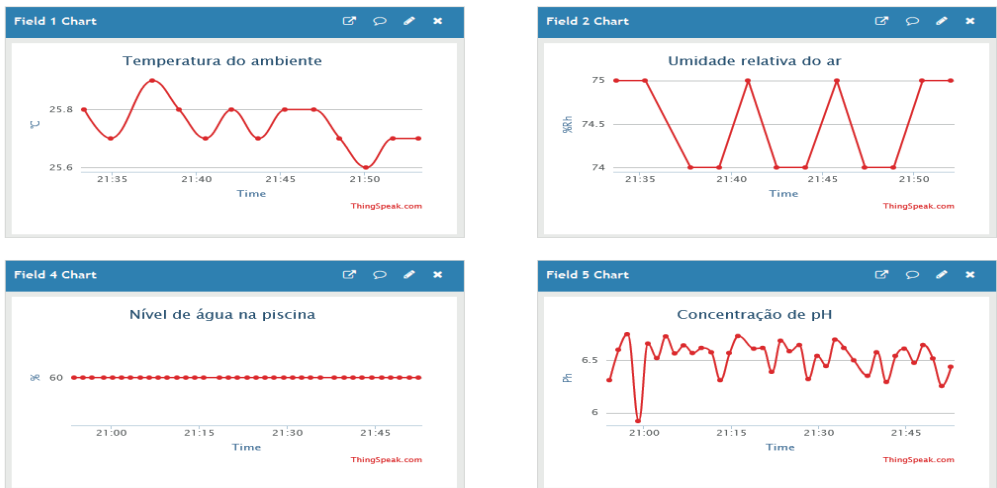 Field 1 Chart
Temperatura do ambiente
25.8
°C
25.6
21:35 21:40 21:45 21:50
Time
ThingSpeak.com
Field 2 Chart
Umidade relativa do ar
75
74.5
%Rh
74
21:35 21:40 21:45 21:50
Time
ThingSpeak.com
Field 4 Chart
Nível de água na piscina
% 60
21:00 21:15 21:30 21:45
Time
ThingSpeak.com
Field 5 Chart
Concentração de pH
6.5
Ph
6
21:00 21:15 21:30 21:45
Time
ThingSpeak.com